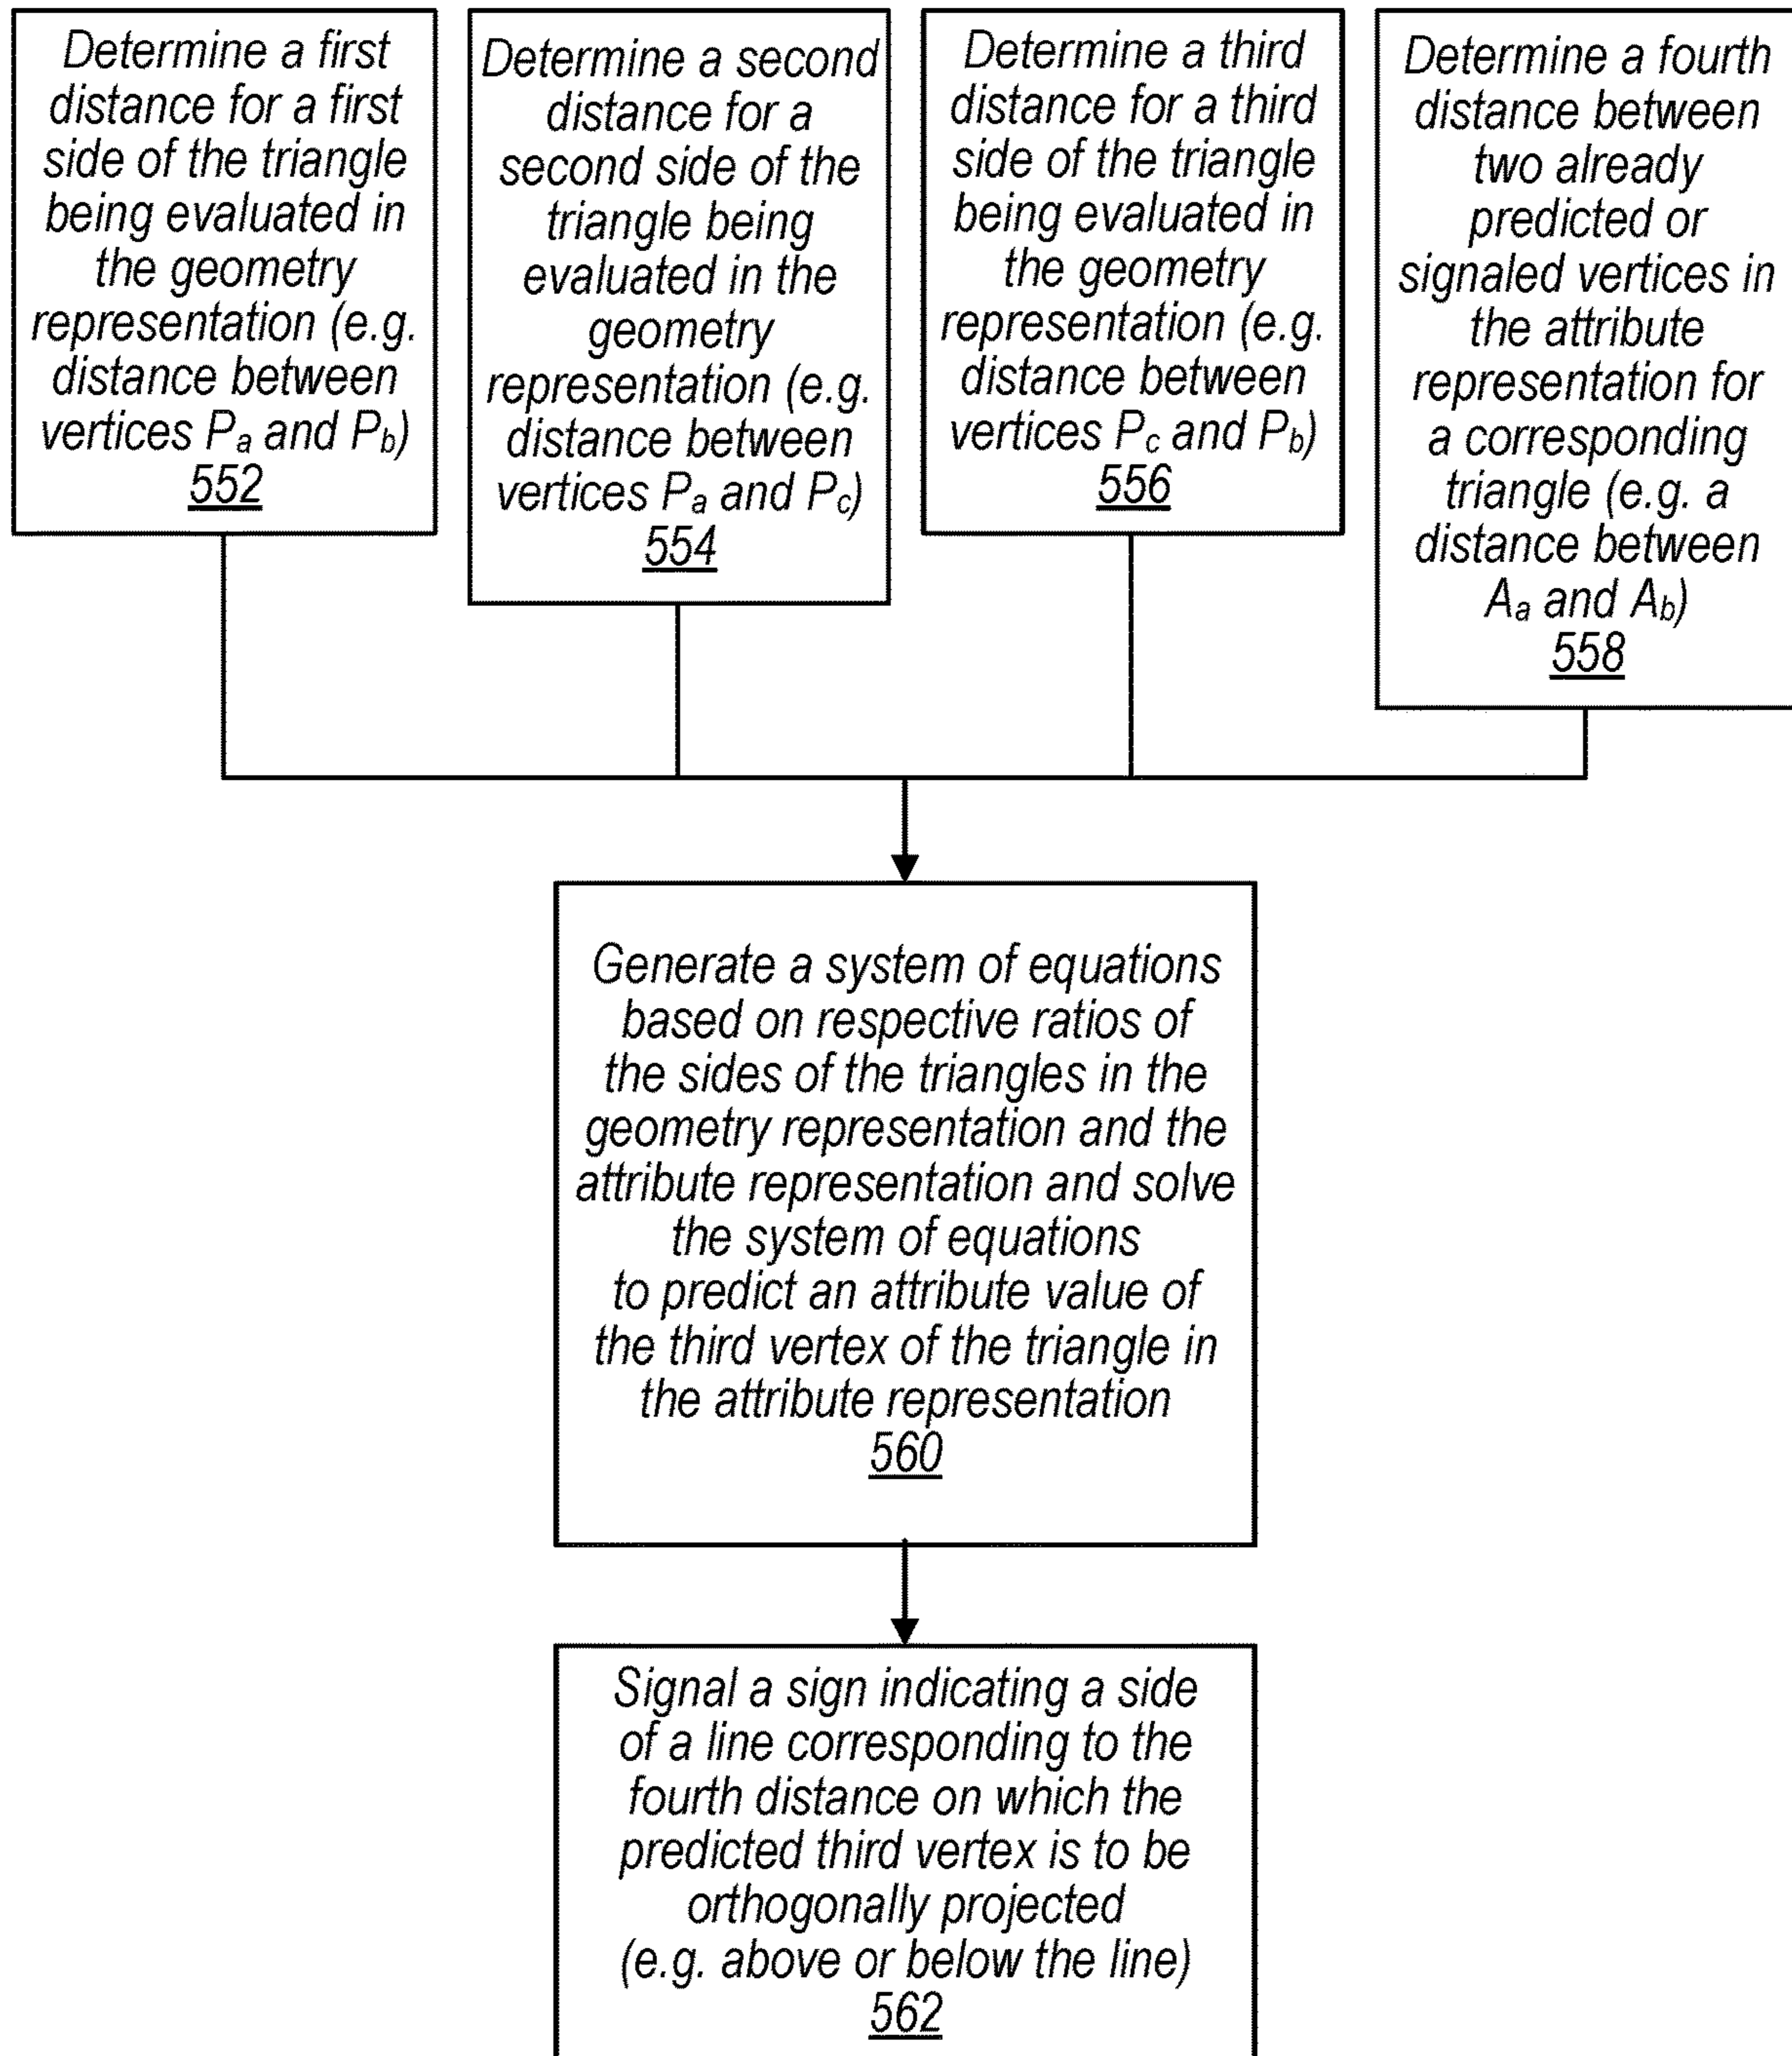 Determine a first
distance for a first
side of the triangle
being evaluated in
the geometry
representation (e.g.
distance between
vertices Pa and Pb)
552
Determine a second
distance for a
second side of the
triangle being
evaluated in the
geometry
representation (e.g.
distance between
vertices Pa and Pc)
554
Determine a third
distance for a third
side of the triangle
being evaluated in
the geometry
representation (e.g.
distance between
vertices Pc and Pb)
556
Determine a fourth
distance between
two already
predicted or
signaled vertices in
the attribute
representation for
a corresponding
triangle (e.g. a
distance between
Aa and Ab)
558
Generate a system of equations
based on respective ratios of
the sides of the triangles in the
geometry representation and the
attribute representation and solve
the system of equations
to predict an attribute value of
the third vertex of the triangle in
the attribute representation
560
Signal a sign indicating a side
of a line corresponding to the
fourth distance on which the
predicted third vertex is to be
orthogonally projected
(e.g. above or below the line)
562